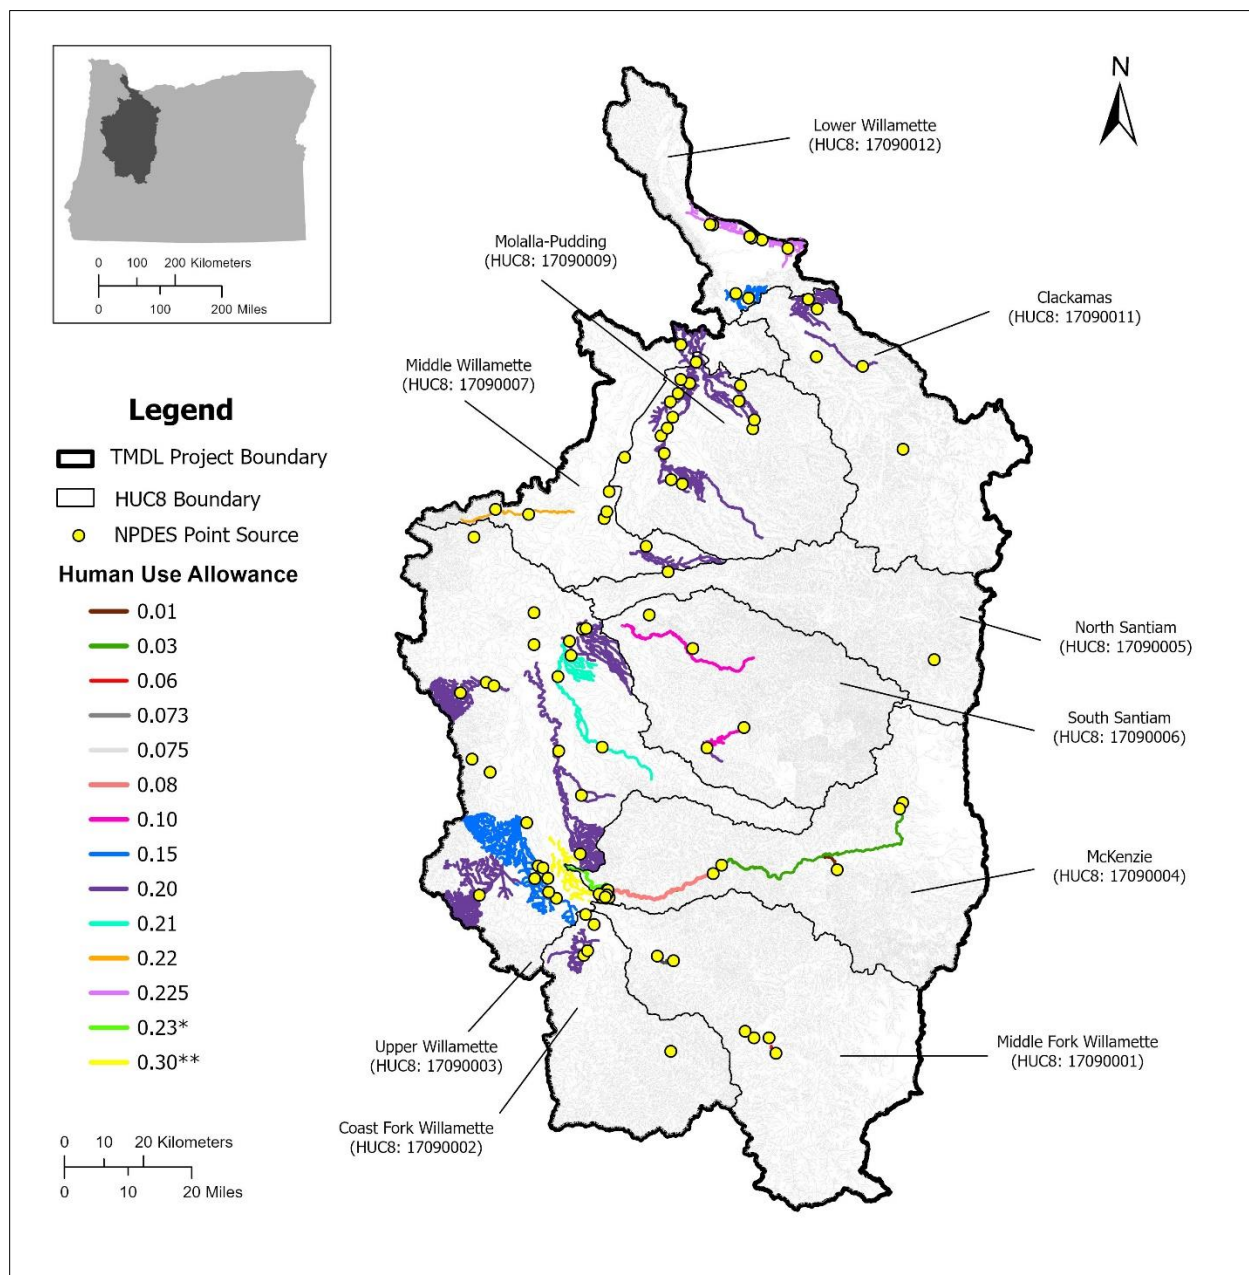 N
0 100 200 Kilometers
0 100 200 Miles
Lower Willamette
(HUC8: 17090012)
Molalla-Pudding
(HUC8: 17090009)
Clackamas
(HUC8: 17090011)
Middle Willamette
(HUC8: 17090007)
North Santiam
(HUC8: 17090005)
South Santiam
(HUC8: 17090006)
McKenzie
(HUC8: 17090004)
Middle Fork Willamette
(HUC8: 17090001)
Upper Willamette
(HUC8: 17090003)
Coast Fork Willamette
(HUC8: 17090002)
Legend
TMDL Project Boundary
HUC8 Boundary
NPDES Point Source
Human Use Allowance
0.01
0.03
0.06
0.073
0.075
0.08
0.10
0.15
0.20
0.21
0.22
0.225
0.23*
0.30**
0 10 20 Kilometers
0 10 20 Miles